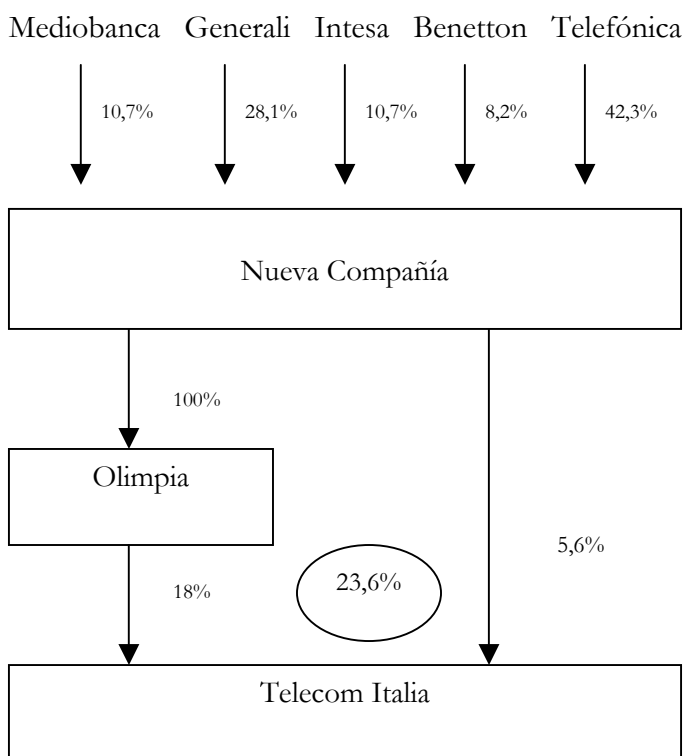 Mediobanca Generali Intesa Benetton Telefónica
10,7% 28,1% 10,7% 8,2% 42,3%
Nueva Compañía
100%
Olimpia
5,6%
23,6%
18%
Telecom Italia